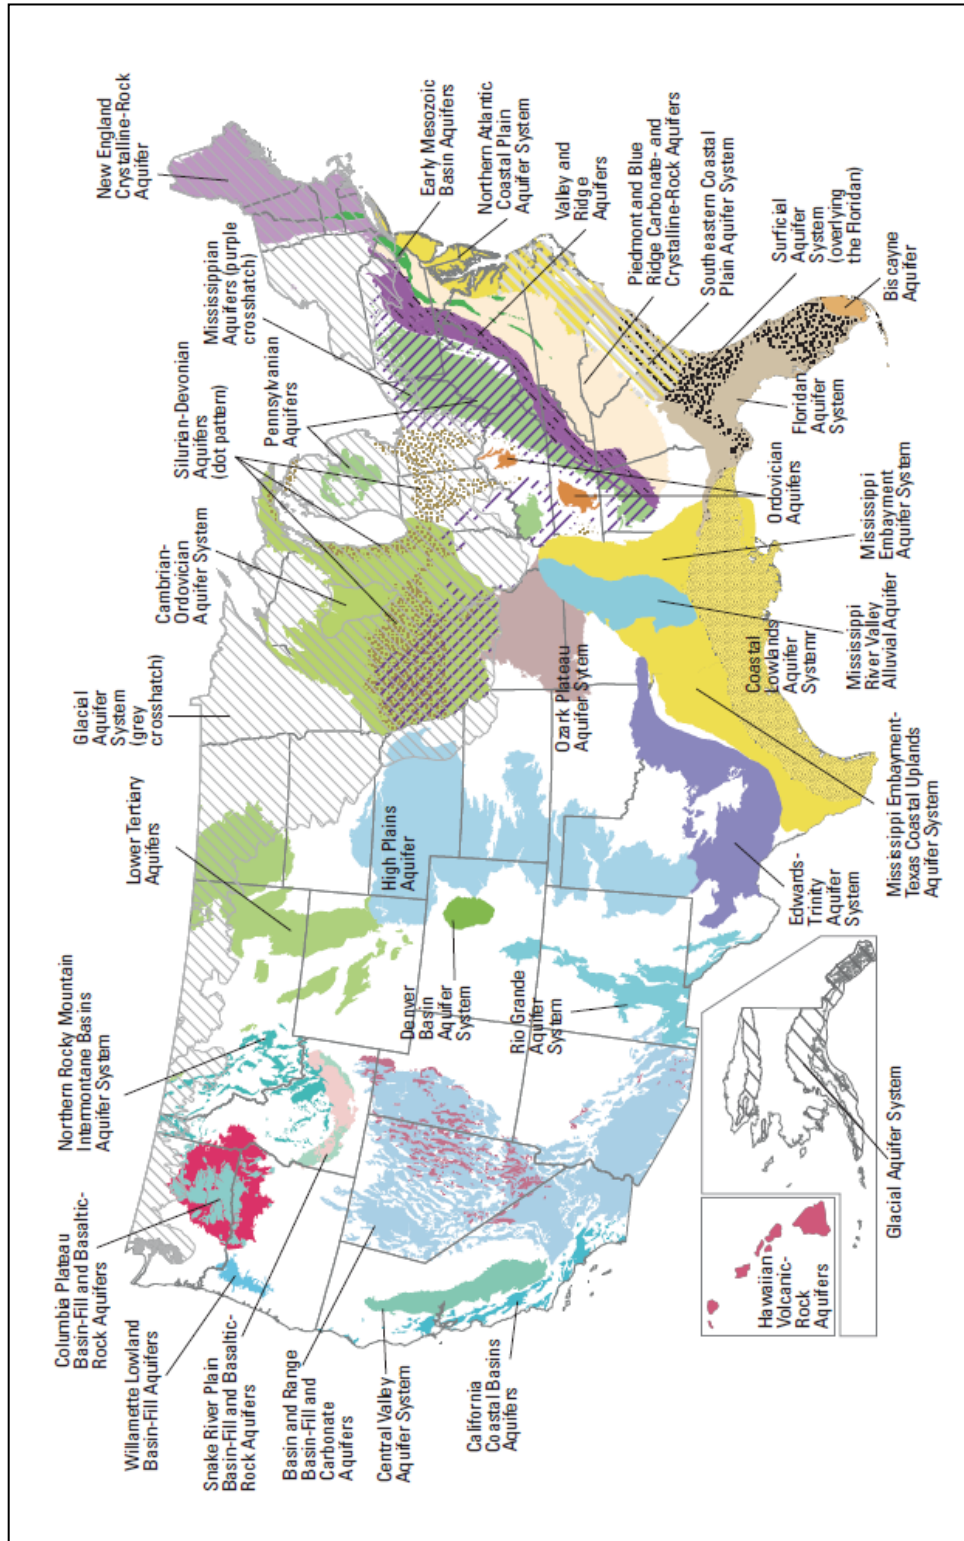 New England
Crystalline-Rock
Aquifer
Early Mesozoic
Basin Aquifers
Northern Atlantic
Coastal Plain
Aquifer System
Valley and
Ridge
Aquifers
Piedmont and Blue
Ridge Carbonate- and
Crystalline-Rock Aquifers
Southeastern Coastal
Plain Aquifer System
Surficial
Aquifer
System
(overlying
the Floridan)
Biscayne
Aquifer
Mississippian
Aquifers (purple
crosshatch)
Pennsylvanian
Aquifers
Silurian-Devonian
Aquifers
(dot pattern)
Cambrian-
Ordovician
Aquifer System
Glacial
Aquifer
System
(grey
crosshatch)
Lower Tertiary
Aquifers
Northern Rocky Mountain
Intermontane Basins
Aquifer System
Columbia Plateau
Basin-Fill and Basaltic-
Rock Aquifers
Willamette Lowland
Basin-Fill Aquifers
Snake River Plain
Basin-Fill and Basaltic-
Rock Aquifers
Basin and Range
Basin-Fill and
Carbonate
Aquifers
Central Valley
Aquifer System
California
Coastal Basins
Aquifers
High Plains
Aquifer
Denver
Basin
Aquifer
System
Rio Grande
Aquifer
System
Ozark Plateau
Aquifer Sytem
Floridan
Aquifer
System
Ordovician
Aquifers
Mississippi
Embayment
Aquifer System
Mississippi
River Valley
Alluvial Aquifer
Coastal
Lowlands
Aquifer
Systemr
Mississippi Embayment-
Texas Coastal Uplands
Aquifer System
Edwards-
Trinity
Aquifer
System
Glacial Aquifer System
Hawaiian
Volcanic-
Rock
Aquifers